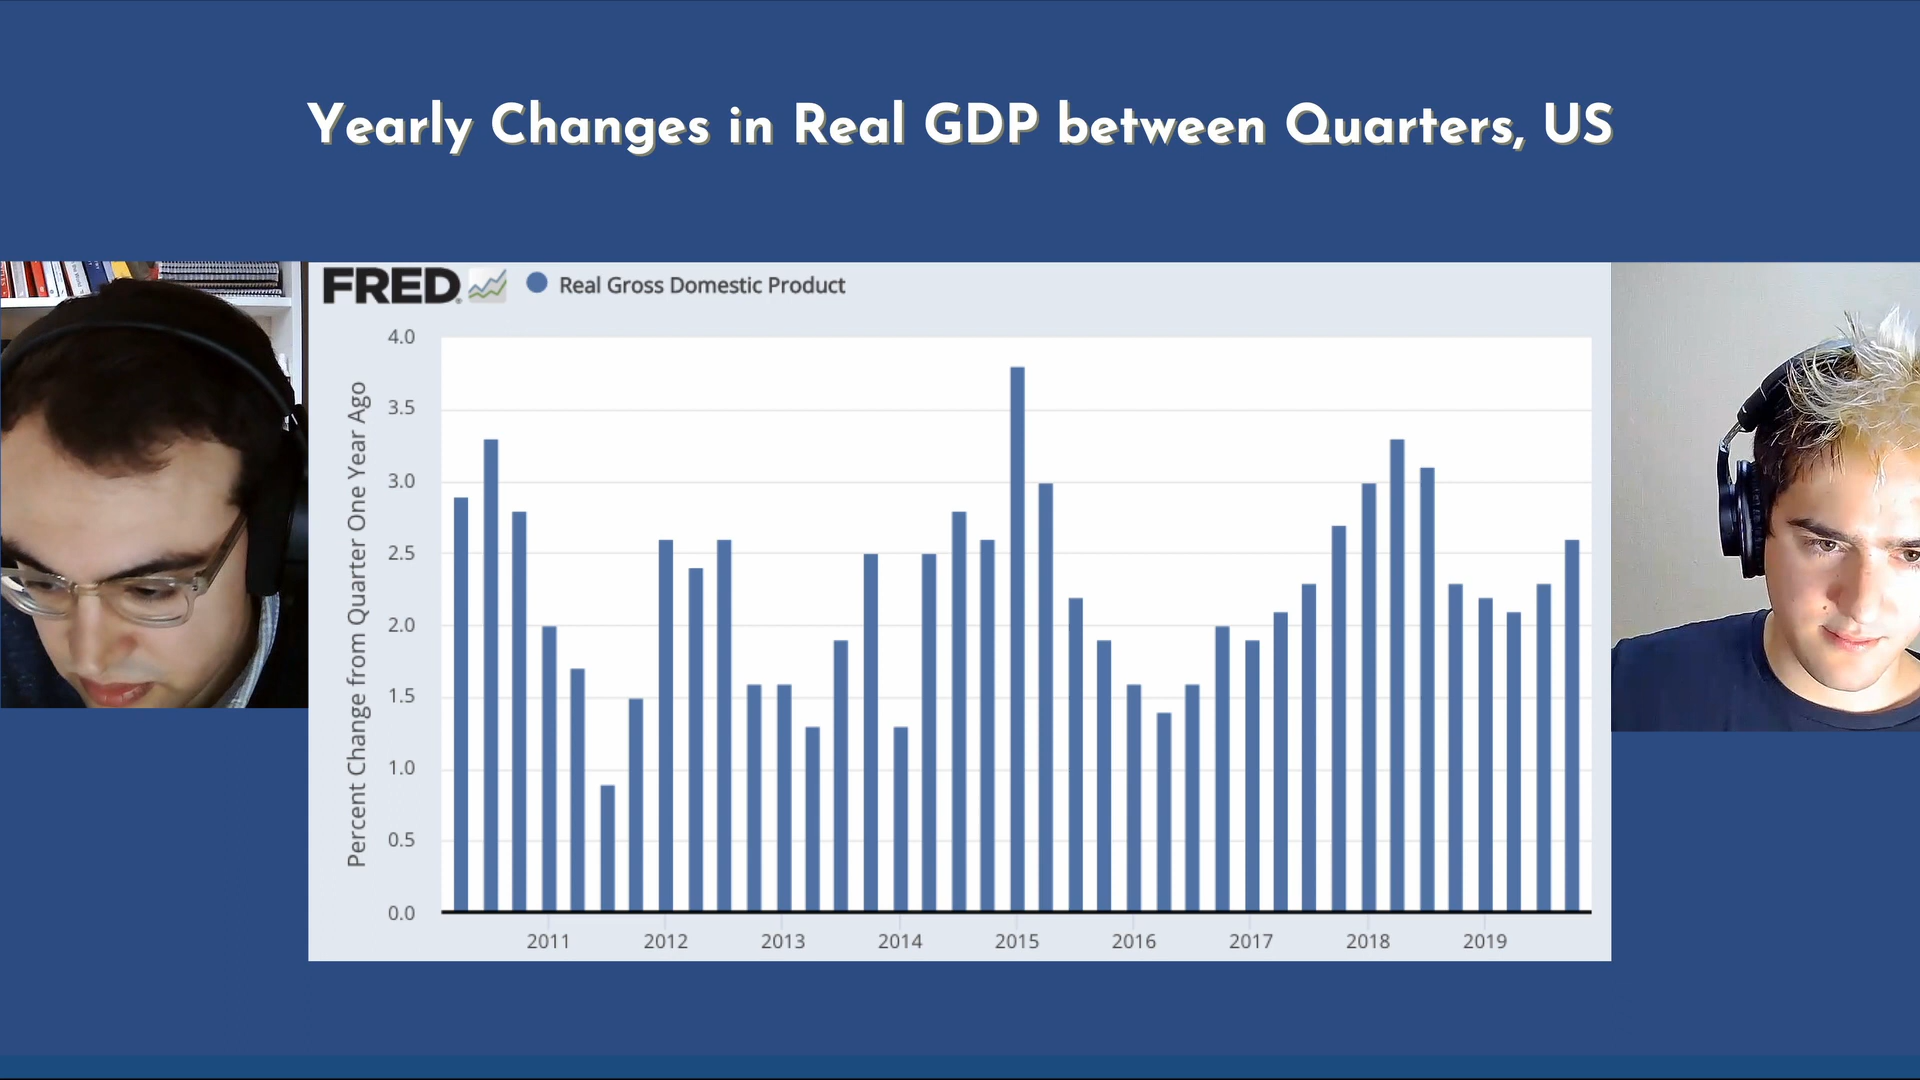 Yearly Changes in Real GDP between Quarters, US
FRED Real Gross Domestic Product
Percent Change from Quarter One Year Ago
4.0
3.5
3.0
2.5
2.0
1.5
1.0
0.5
0.0
2011 2012 2013 2014 2015 2016 2017 2018 2019